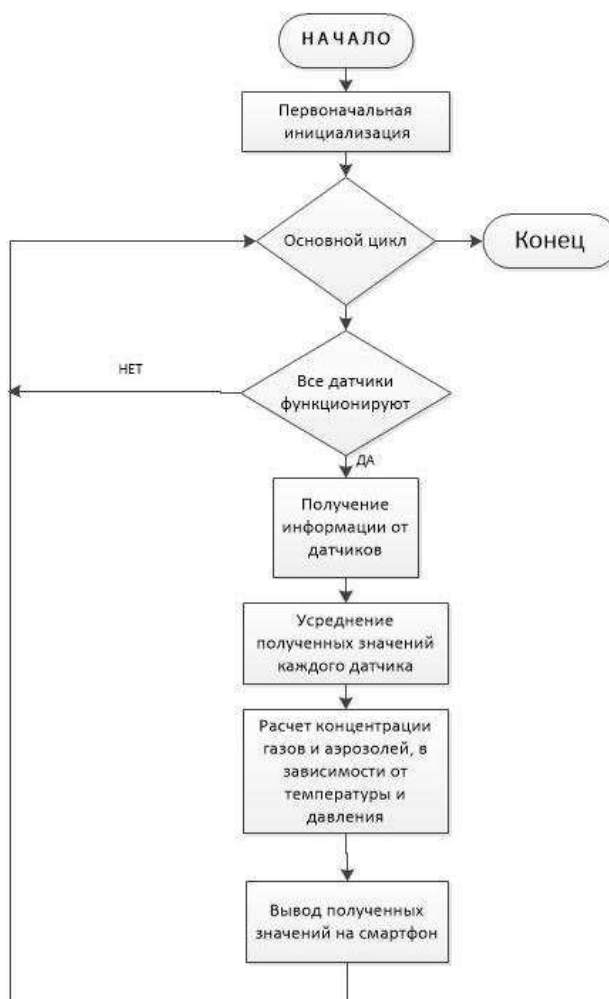 НАЧАЛО
Первоначальная
инициализация
Основной цикл
Конец
НЕТ
Все датчики
функционируют
ДА
Получение
информации от
датчиков
Усреднение
полученных значений
каждого датчика
Расчет концентрации
газов и аэрозолей, в
зависимости от
температуры и
давления
Вывод полученных
значений на смартфон